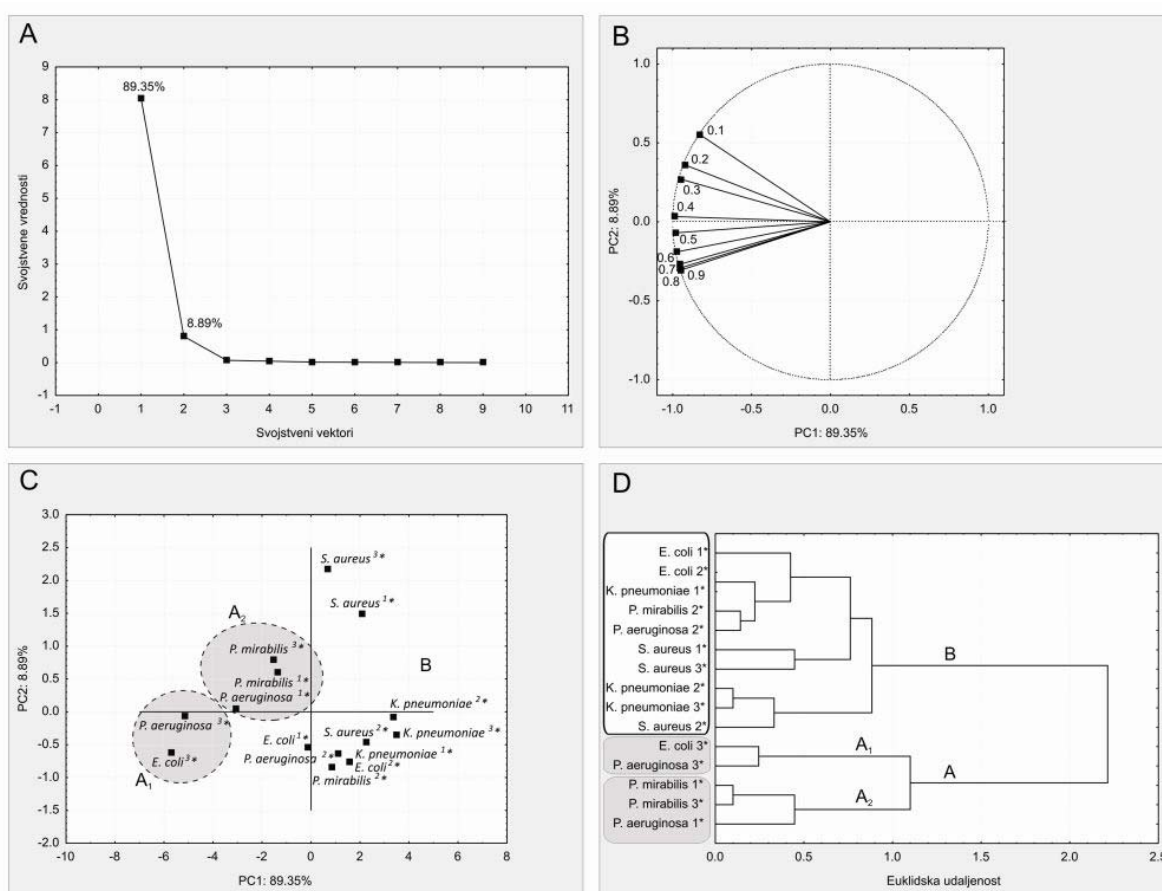 A
9
8
7
6
5
4
3
2
1
0
-1
89.35%
8.89%
-1 0 1 2 3 4 5 6 7 8 9 10 11
Svojstvene vrednosti
Svojstveni vektori
B
1.0
0.5
0.0
-0.5
-1.0
0.1
0.2
0.3
0.4
0.5
0.6
0.7
0.8
0.9
-1.0 -0.5 0.0 0.5 1.0
PC2: 8.89%
PC1: 89.35%
C
3.0
2.5
2.0
1.5
1.0
0.5
0.0
-0.5
-1.0
-1.5
-2.0
S. aureus 3*
S. aureus 1*
A2
P. mirabilis 3*
P. mirabilis 1*
P. aeruginosa 1*
B
K. pneumoniae 2*
P. aeruginosa 3*
S. aureus 2*
K. pneumoniae 3*
E. coli 1*
E. coli 3*
P. aeruginosa 2*
K. pneumoniae 1*
E. coli 2*
P. mirabilis 2*
A1
-10 -8 -6 -4 -2 0 2 4 6 8
PC2: 8.89%
PC1: 89.35%
D
E. coli 1*
E. coli 2*
K. pneumoniae 1*
P. mirabilis 2*
P. aeruginosa 2*
S. aureus 1*
S. aureus 3*
K. pneumoniae 2*
K. pneumoniae 3*
S. aureus 2*
E. coli 3*
P. aeruginosa 3*
P. mirabilis 1*
P. mirabilis 3*
P. aeruginosa 1*
B
A1
A
A2
0.0 0.5 1.0 1.5 2.0 2.5
Euklidska udaljenost